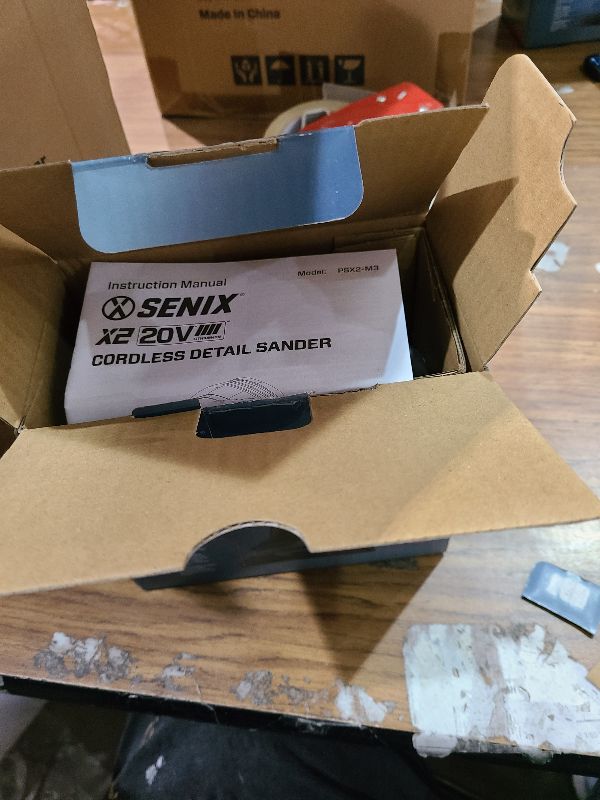 Made in China
Instruction Manual
Model: PSX2-M3
SENIX
X2 20V
CORDLESS DETAIL SANDER